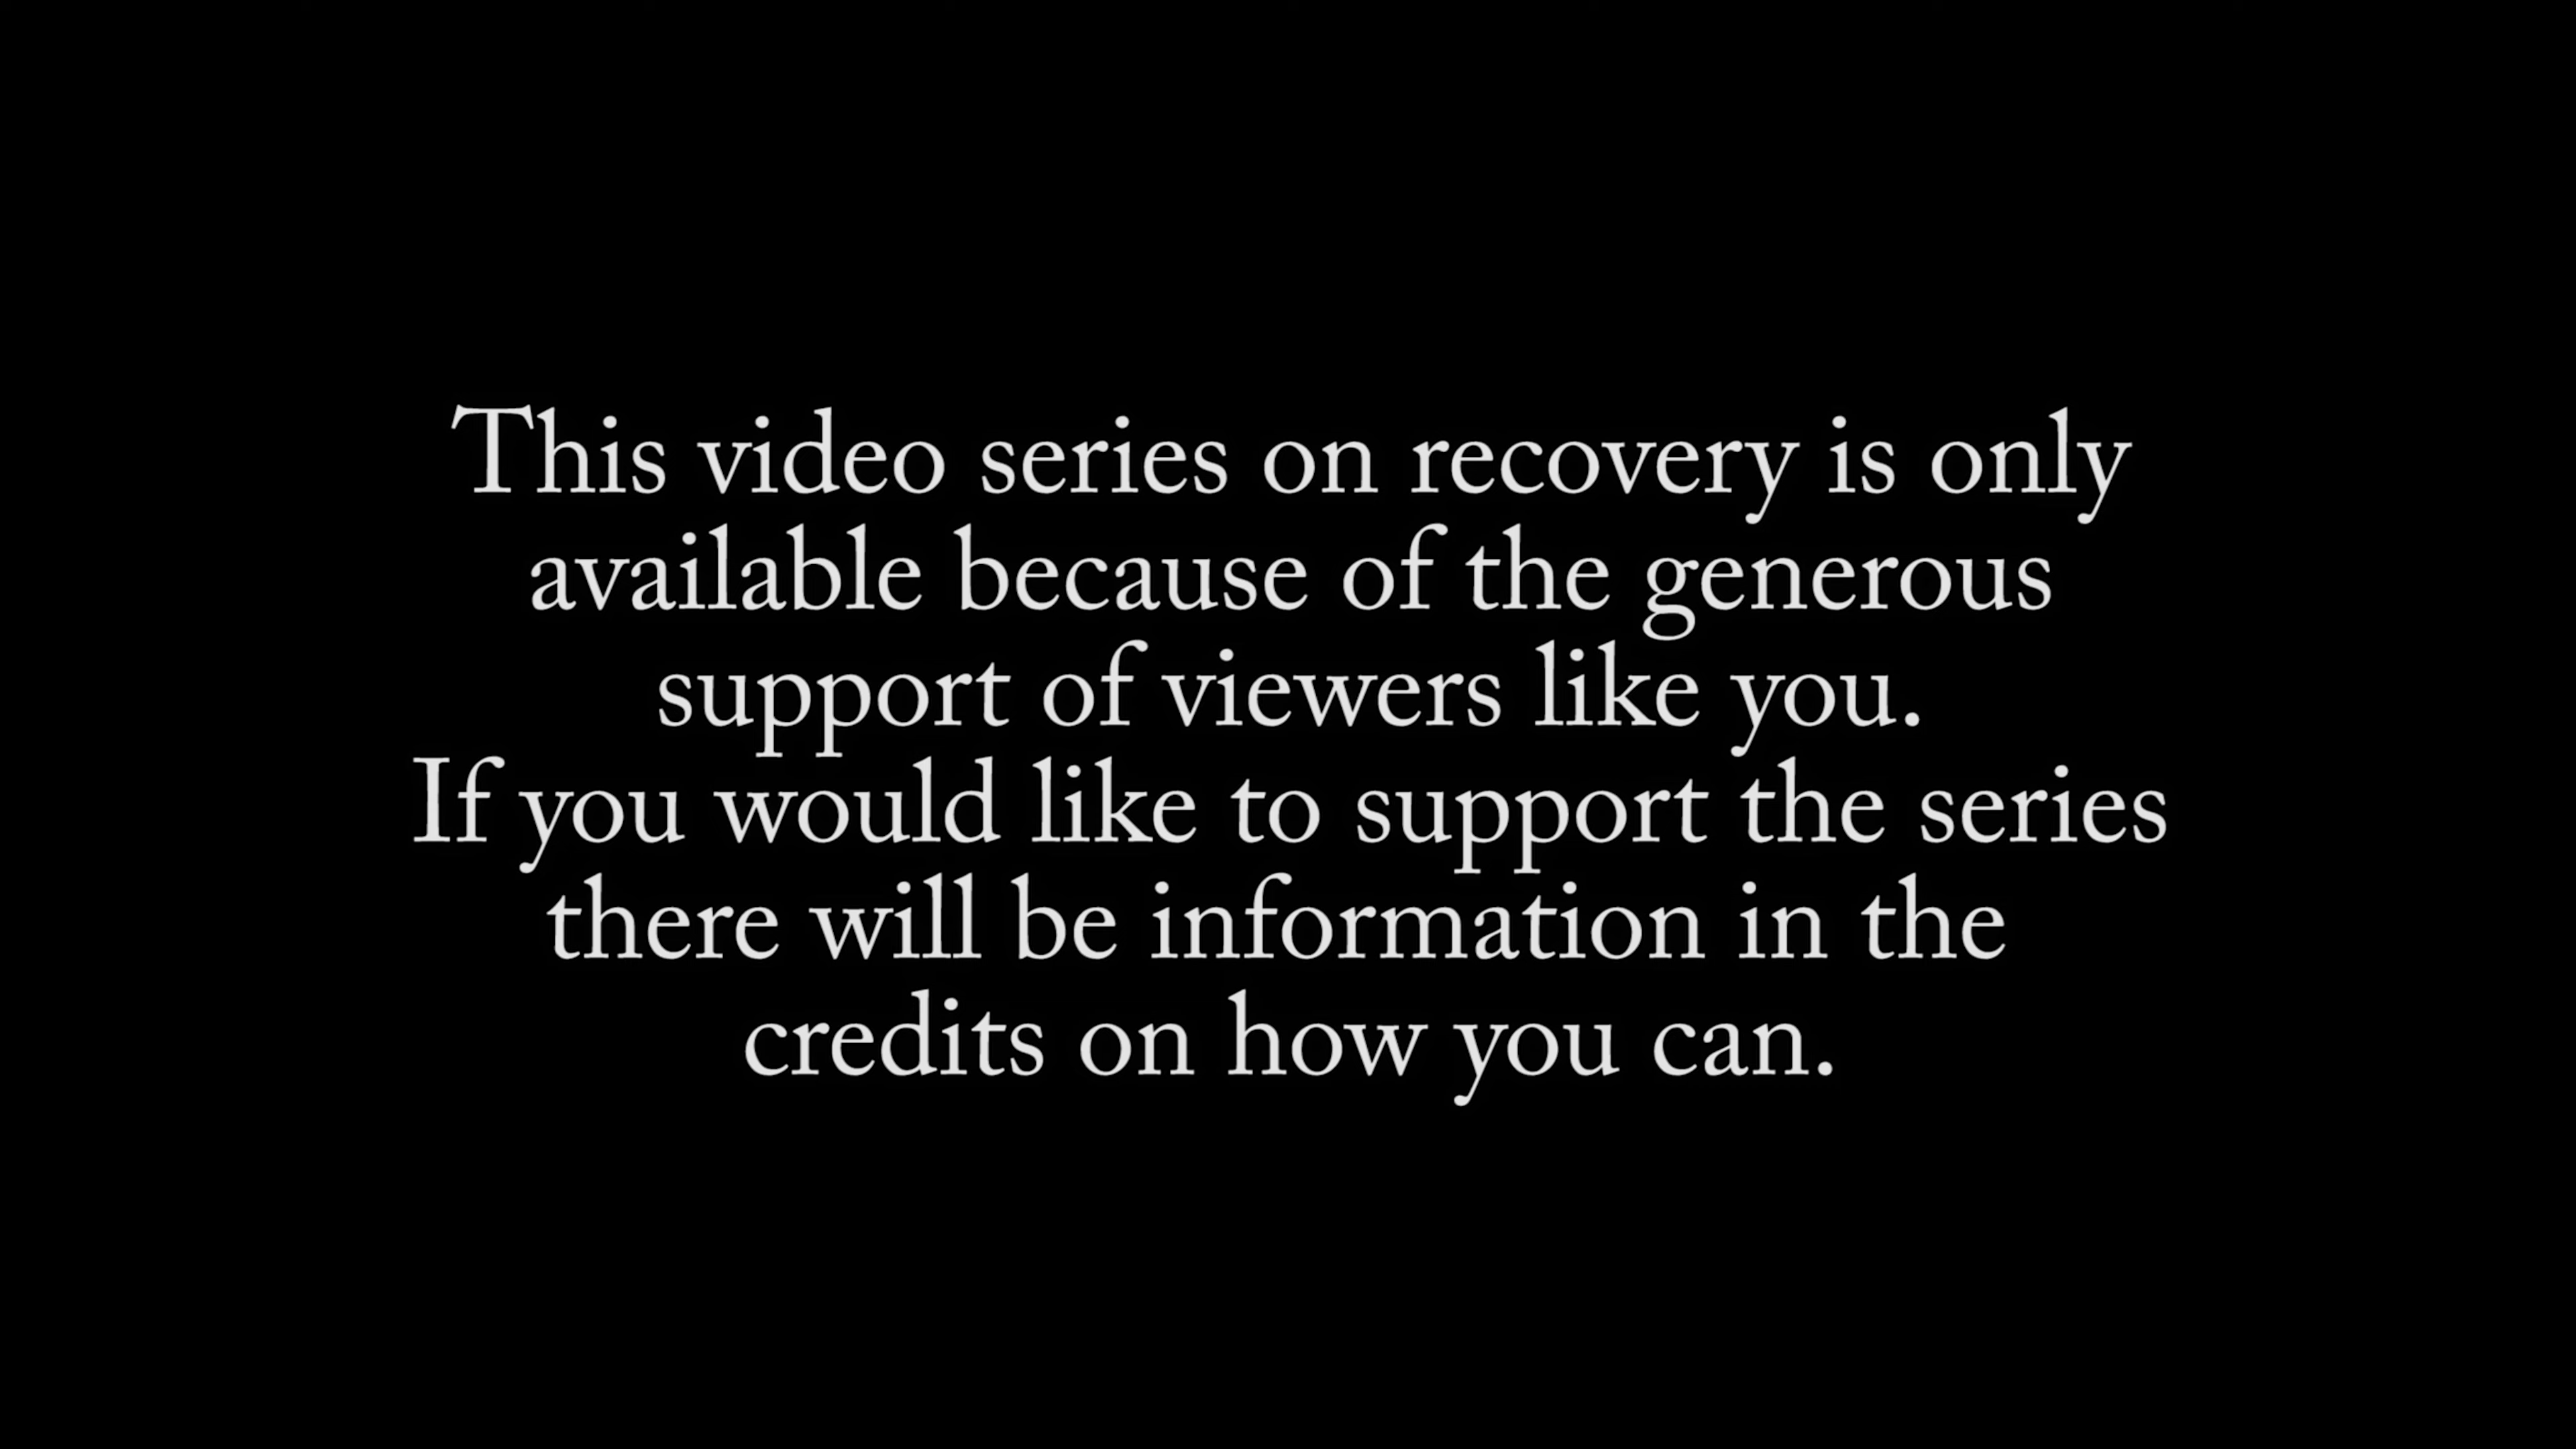 This video series on recovery is only
available because of the generous
support of viewers like you.
If you would like to support the series
there will be information in the
credits on how you can.